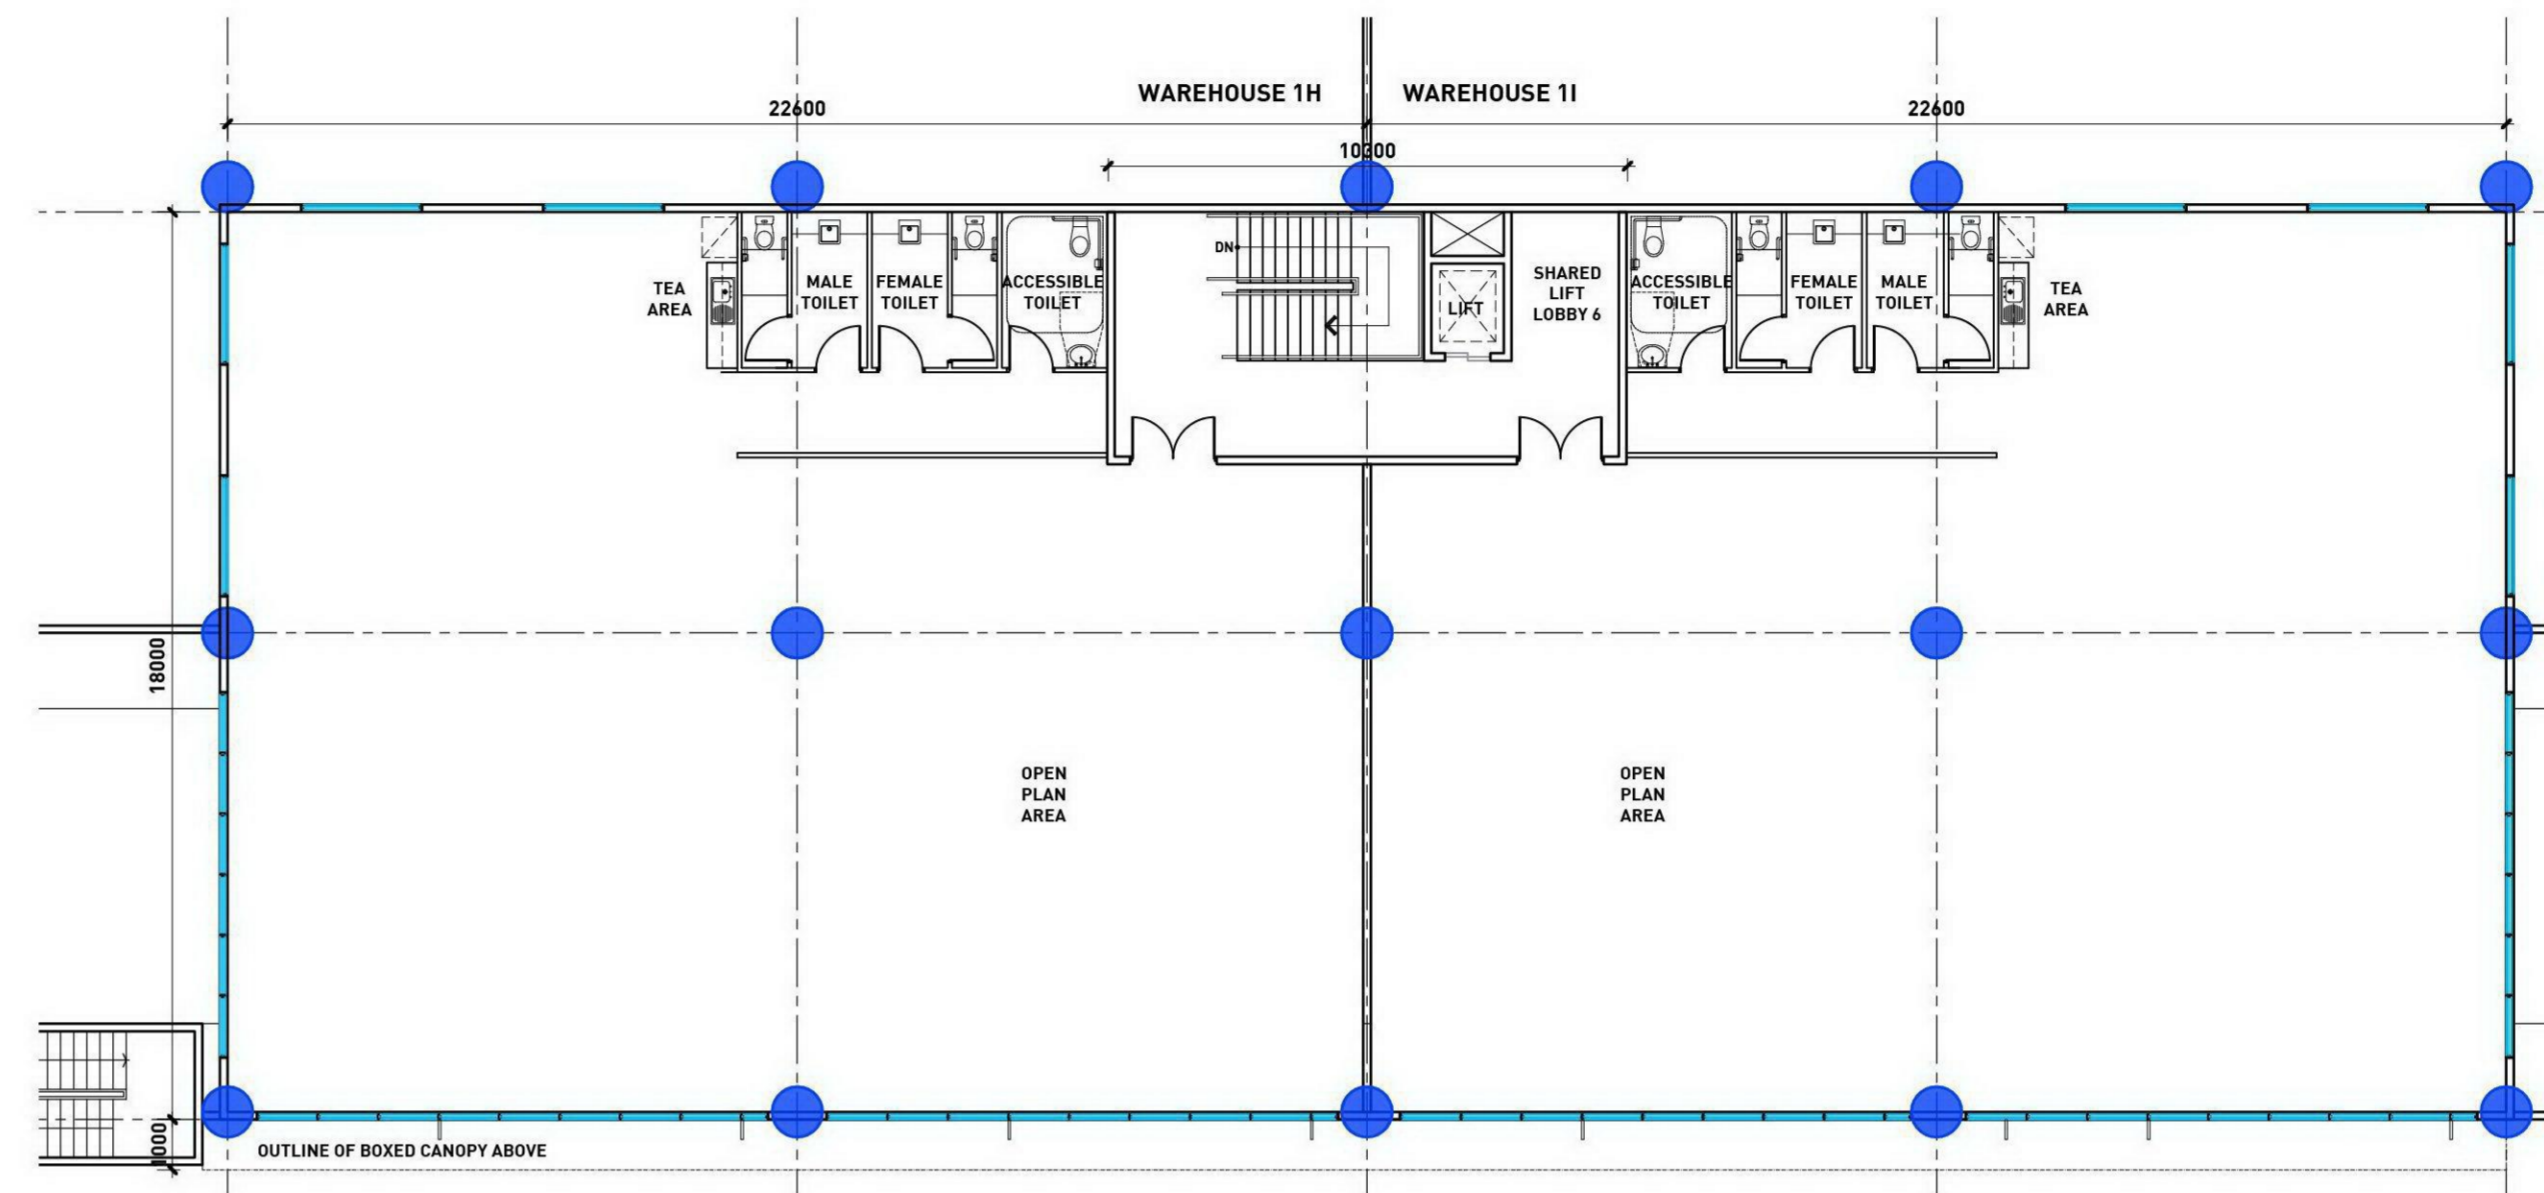 WAREHOUSE 1H
WAREHOUSE 1I
22600
22600
10300
DN
TEA
AREA
MALE
TOILET
FEMALE
TOILET
ACCESSIBLE
TOILET
LIFT
SHARED
LIFT
LOBBY 6
ACCESSIBLE
TOILET
FEMALE
TOILET
MALE
TOILET
TEA
AREA
18000
OPEN
PLAN
AREA
OPEN
PLAN
AREA
1000
OUTLINE OF BOXED CANOPY ABOVE